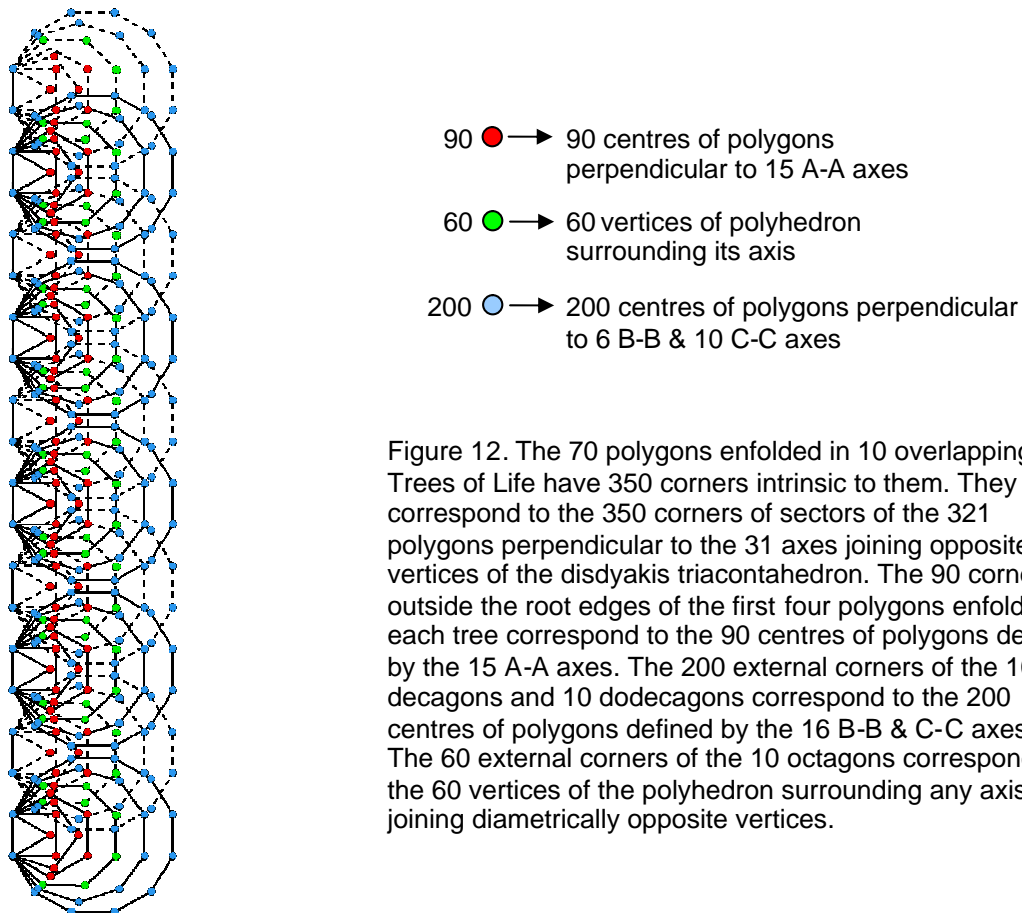 90 90 centres of polygons
perpendicular to 15 A-A axes
60 60 vertices of polyhedron
surrounding its axis
200 200 centres of polygons perpendicular
to 6 B-B & 10 C-C axes
Figure 12. The 70 polygons enfolded in 10 overlapping
Trees of Life have 350 corners intrinsic to them. They
correspond to the 350 corners of sectors of the 321
polygons perpendicular to the 31 axes joining opposite
vertices of the disdyakis triacontahedron. The 90
outside the root edges of the first four polygons
each tree correspond to the 90 centres of polygons
by the 15 A-A axes. The 200 external corners of the
decagons and 10 dodecagons correspond to the 200
centres of polygons defined by the 16 B-B & C-C axes
The 60 external corners of the 10 octagons
the 60 vertices of the polyhedron surrounding any axis
joining diametrically opposite vertices.